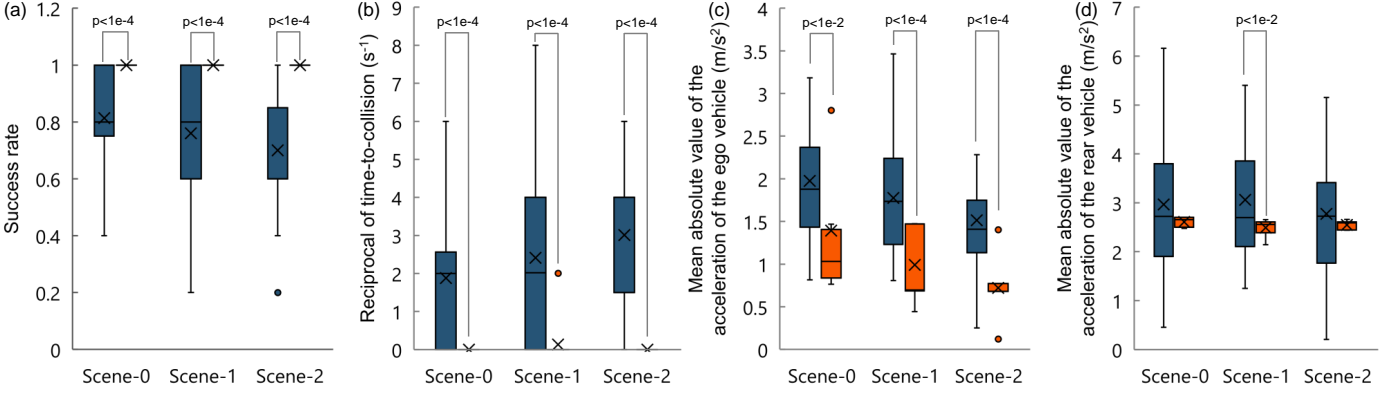 (a)
Success rate
1.2
1
0.8
0.6
0.4
0.2
0
p<1e-4
p<1e-4
p<1e-4
Scene-0
Scene-1
Scene-2
(b)
Reciprocal of time-to-collision (s⁻¹)
9
8
7
6
5
4
3
2
1
0
p<1e-4
p<1e-4
p<1e-4
Scene-0
Scene-1
Scene-2
(c)
Mean absolute value of the
acceleration of the ego vehicle (m/s²)
4
3.5
3
2.5
2
1.5
1
0.5
0
p<1e-2
p<1e-4
p<1e-4
Scene-0
Scene-1
Scene-2
(d)
Mean absolute value of the
acceleration of the rear vehicle (m/s²)
7
6
5
4
3
2
1
0
p<1e-2
Scene-0
Scene-1
Scene-2